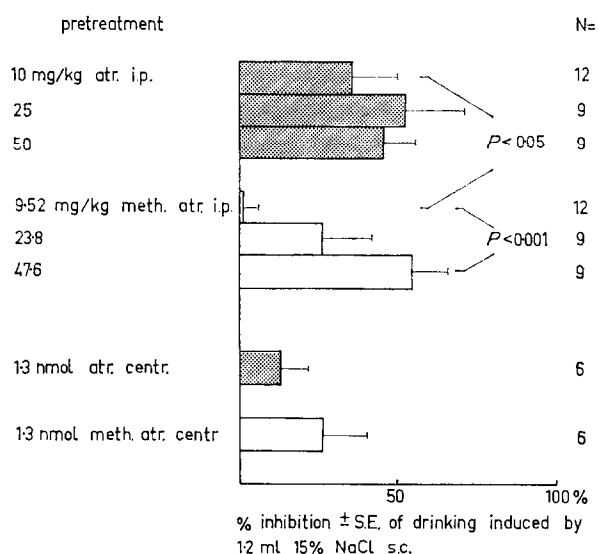 pretreatment N=
10 mg/kg atr. i.p. 12
25 9
50 9
P<0·05
9·52 mg/kg meth. atr. i.p. 12
23·8 9
P<0·001
47·6 9
1·3 nmol atr. centr. 6
1·3 nmol meth. atr. centr 6
50 100 %
% inhibition ± S.E. of drinking induced by
1·2 ml 15% NaCl s.c.